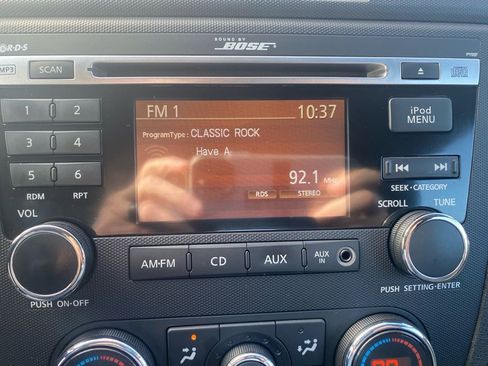 R·D·S
SOUND BY
BOSE
MP3
SCAN
1 2
3 4
5 6
RDM RPT
FM 1 10:37
ProgramType: CLASSIC ROCK
Have A
92.1 MHz
RDS STEREO
iPod
MENU
SEEK・CATEGORY
VOL
SCROLL TUNE
PUSH ON·OFF
AM·FM
CD
AUX
AUX
IN
PUSH SETTING·ENTER